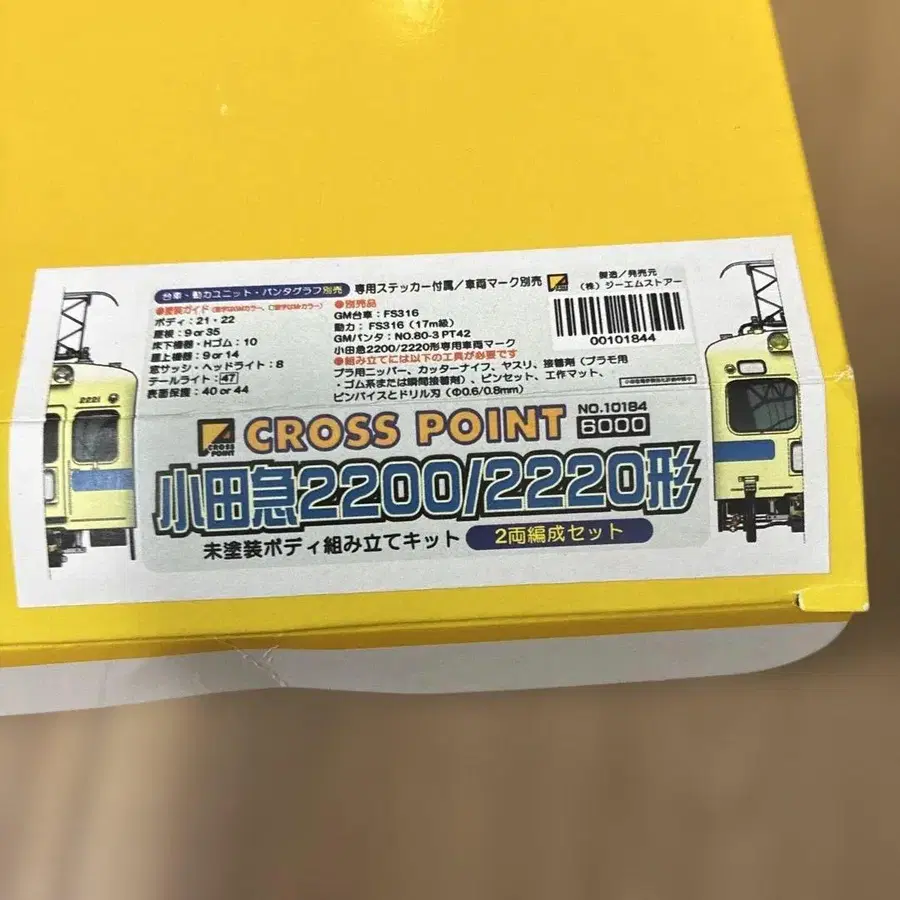 台車・動力ユニット・パンタグラフ別売
専用ステッカー付属/車両マーク別売
製造/発売元
(株) ジーエムストアー
00101844
ボディ:21・22
屋根:9 or 35
床下機器・Hゴム:10
屋上機器:9 or 14
窓サッシ・ヘッドライト:8
テールライト:47
表面保護:40 or 44
●別売品
GM台車:FS316
動力:FS316(17m級)
GMパンタ:NO.80-3 PT42
小田急2200/2220形専用車両マーク
●組み立てには以下の工具が必要です
プラ用ニッパー、カッターナイフ、ヤスリ、接着剤(プラモ用
・ゴム系または瞬間接着剤)、ピンセット、工作マット、
ピンバイスとドリル刃(Φ0.6/0.8mm)
2221
CROSS POINT
CROSS POINT
NO.10184
6000
小田急2200/2220形
未塗装ボディ組み立てキット
2両編成セット